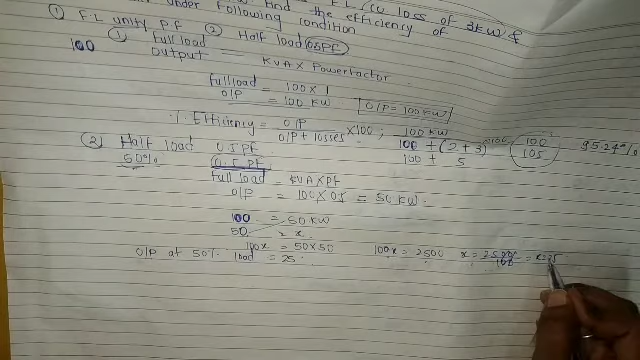 F.L cu loss of 3KW &
under following condition find the efficiency of
① F.L unity P.F ② Half load 0.5PF
① Full load output = KVA X Powerfactor
100
Full load O/P = 100 X 1
= 100 KW O/P = 100KW
% Efficiency = O/P / O/P + losses X 100; 100 KW / 100 + (2+3) X 100 100/105 95.24%
100 + 5
② Half load 0.5 PF
50% 0.5 PF
Full load O/P = KVA X PF
= 100 X 0.5 = 50 KW.
100 = 50 KW
50 = x
100x = 50 X 50 100x = 2500 x = 2500/100 = x = 25
O/P at 50% load = 25